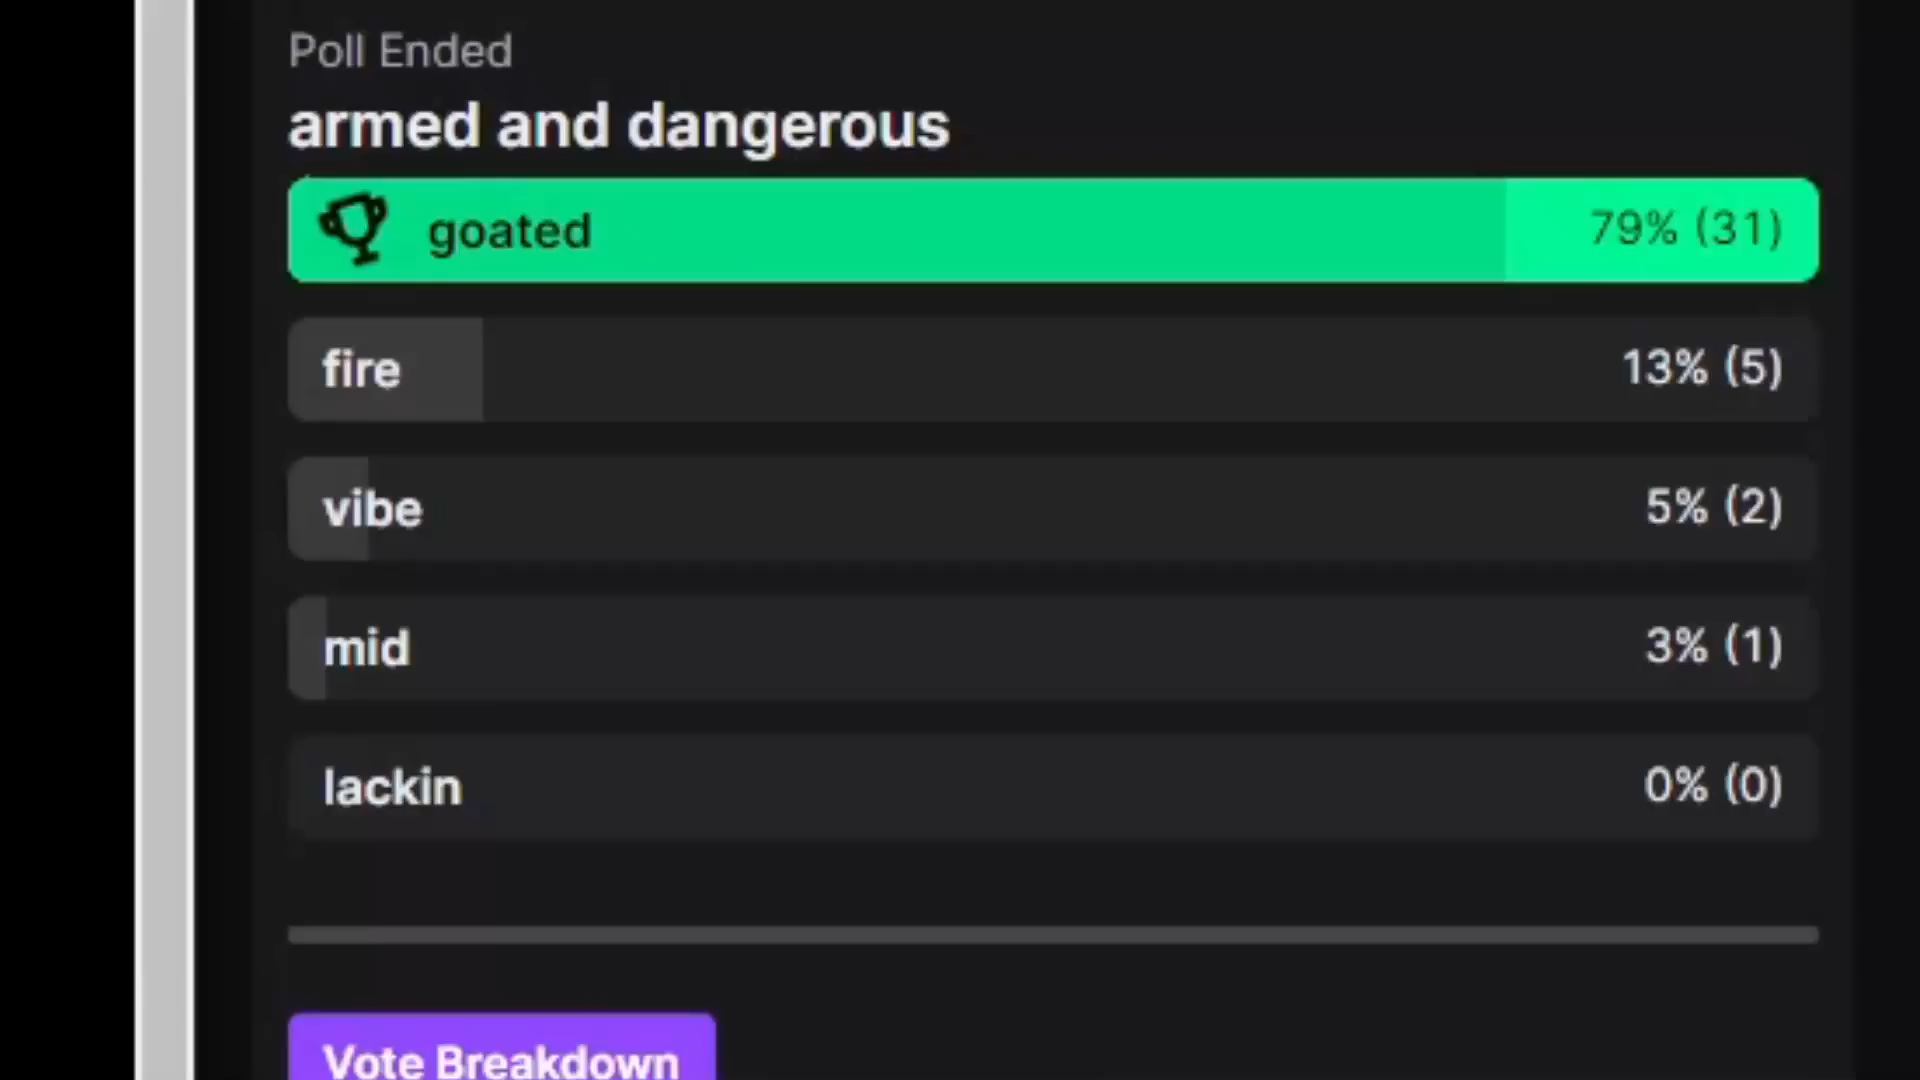 Poll Ended
armed and dangerous
goated 79% (31)
fire 13% (5)
vibe 5% (2)
mid 3% (1)
lackin 0% (0)
Vote Breakdown